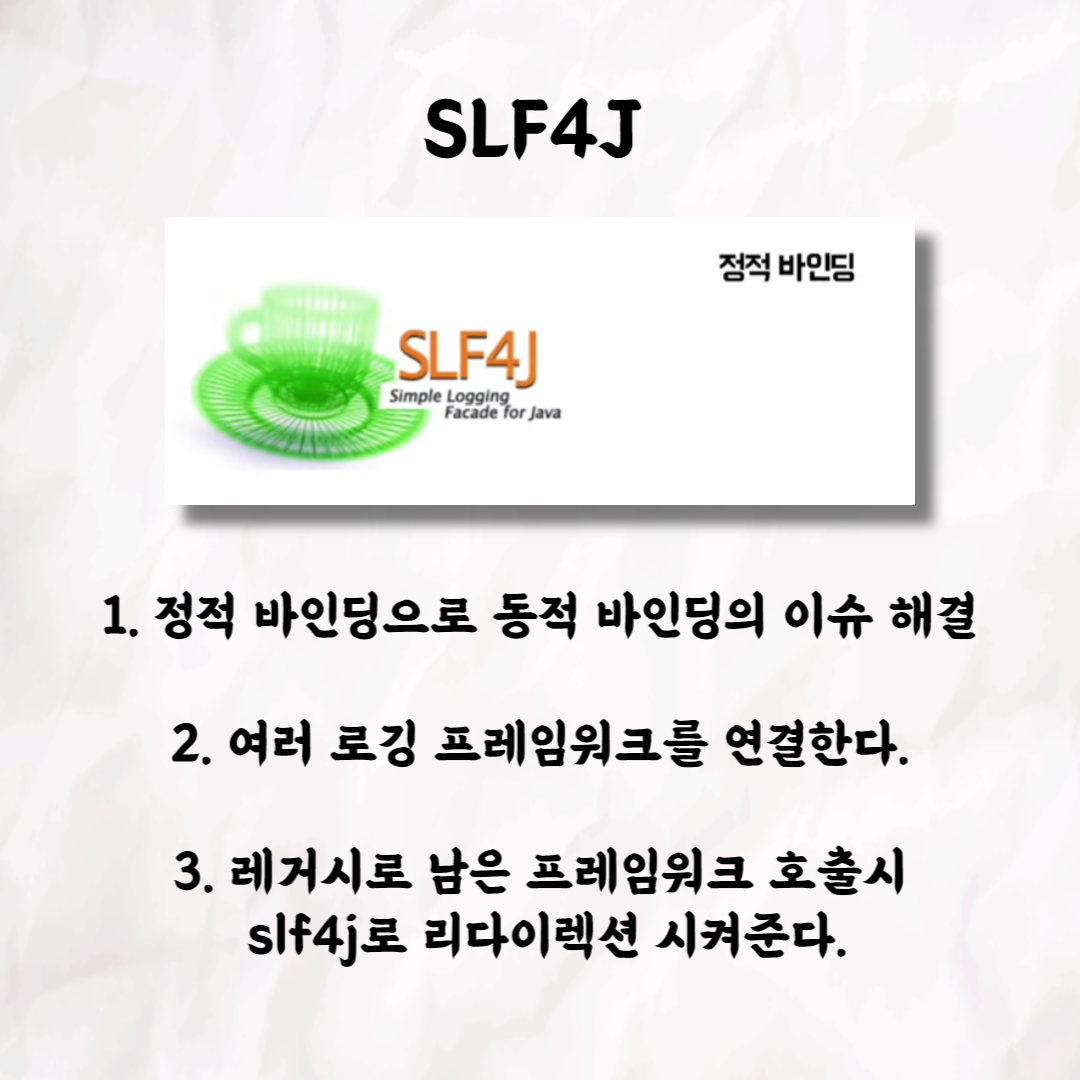 SLF4J
정적 바인딩
SLF4J
Simple Logging
Facade for Java
1. 정적 바인딩으로 동적 바인딩의 이슈 해결
2. 여러 로깅 프레임워크를 연결한다.
3. 레거시로 남은 프레임워크 호출시
slf4j로 리다이렉션 시켜준다.